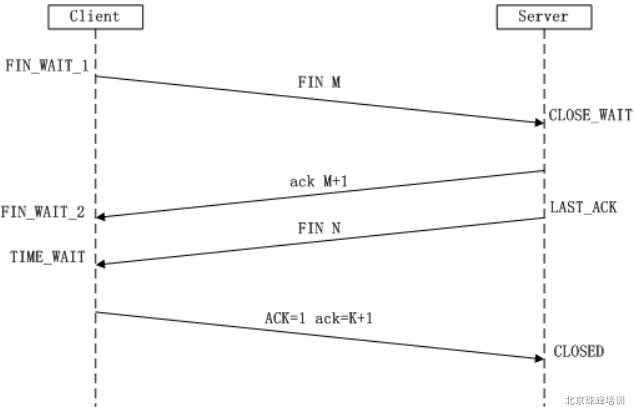 Client
Server
FIN_WAIT_1
FIN M
CLOSE_WAIT
ack M+1
FIN_WAIT_2
LAST_ACK
FIN N
TIME_WAIT
ACK=1 ack=K+1
CLOSED
北京珠峰培训